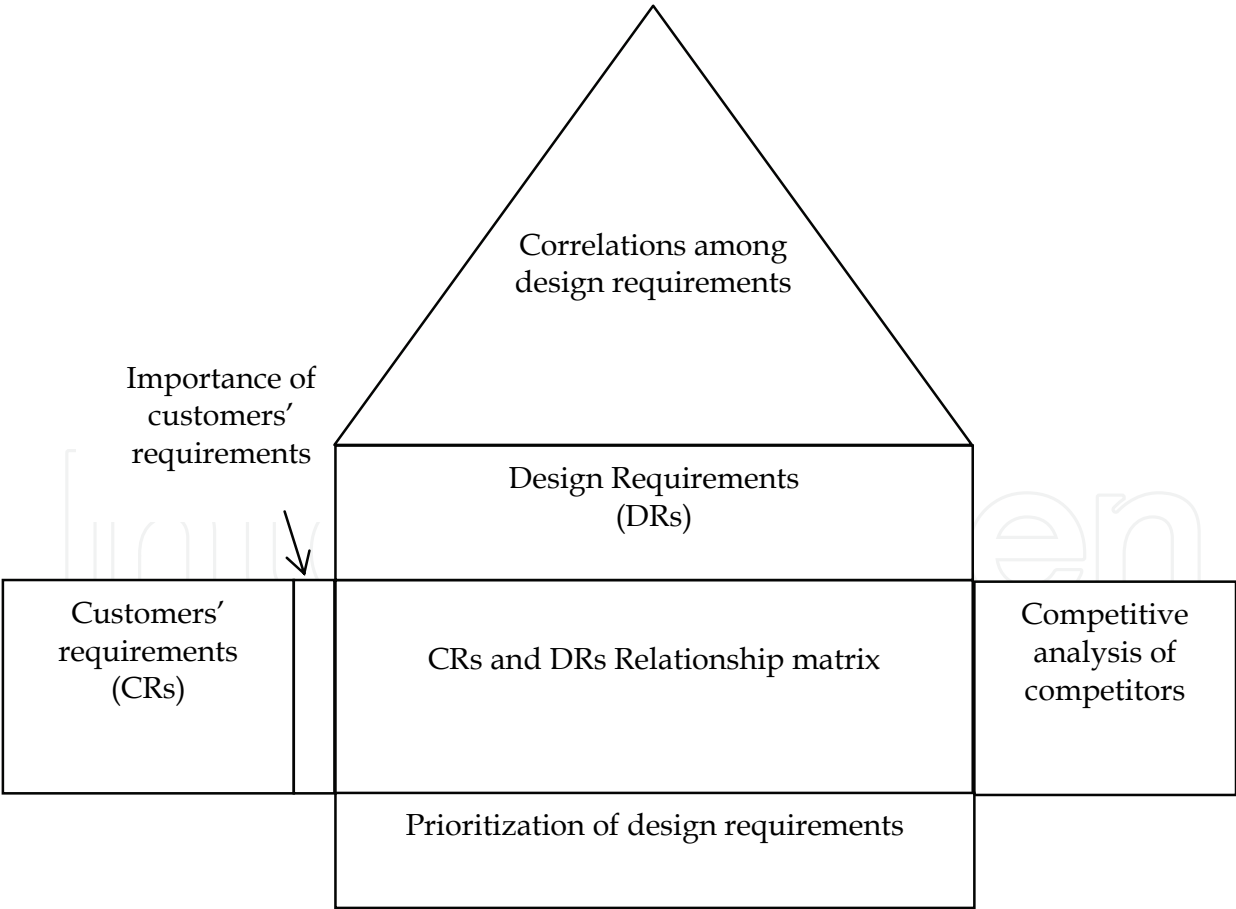 Correlations among
design requirements
Importance of
customers’
requirements
Design Requirements
(DRs)
Customers’
requirements
(CRs)
CRs and DRs Relationship matrix
Competitive
analysis of
competitors
Prioritization of design requirements